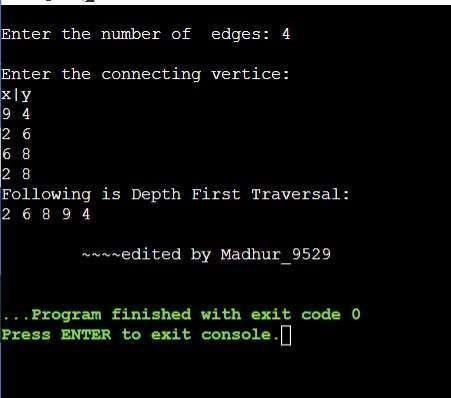 Enter the number of  edges: 4
Enter the connecting vertice:
x|y
9 4
2 6
6 8
2 8
Following is Depth First Traversal:
2 6 8 9 4
~~~~edited by Madhur_9529
...Program finished with exit code 0
Press ENTER to exit console.